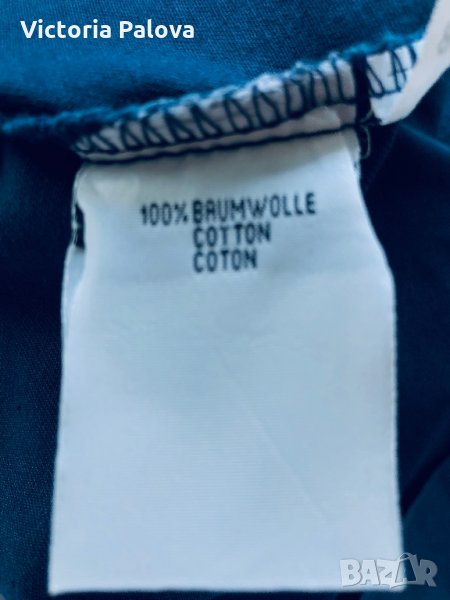 Victoria Palova
100% BAUMWOLLE
COTTON
COTON
BAZAR